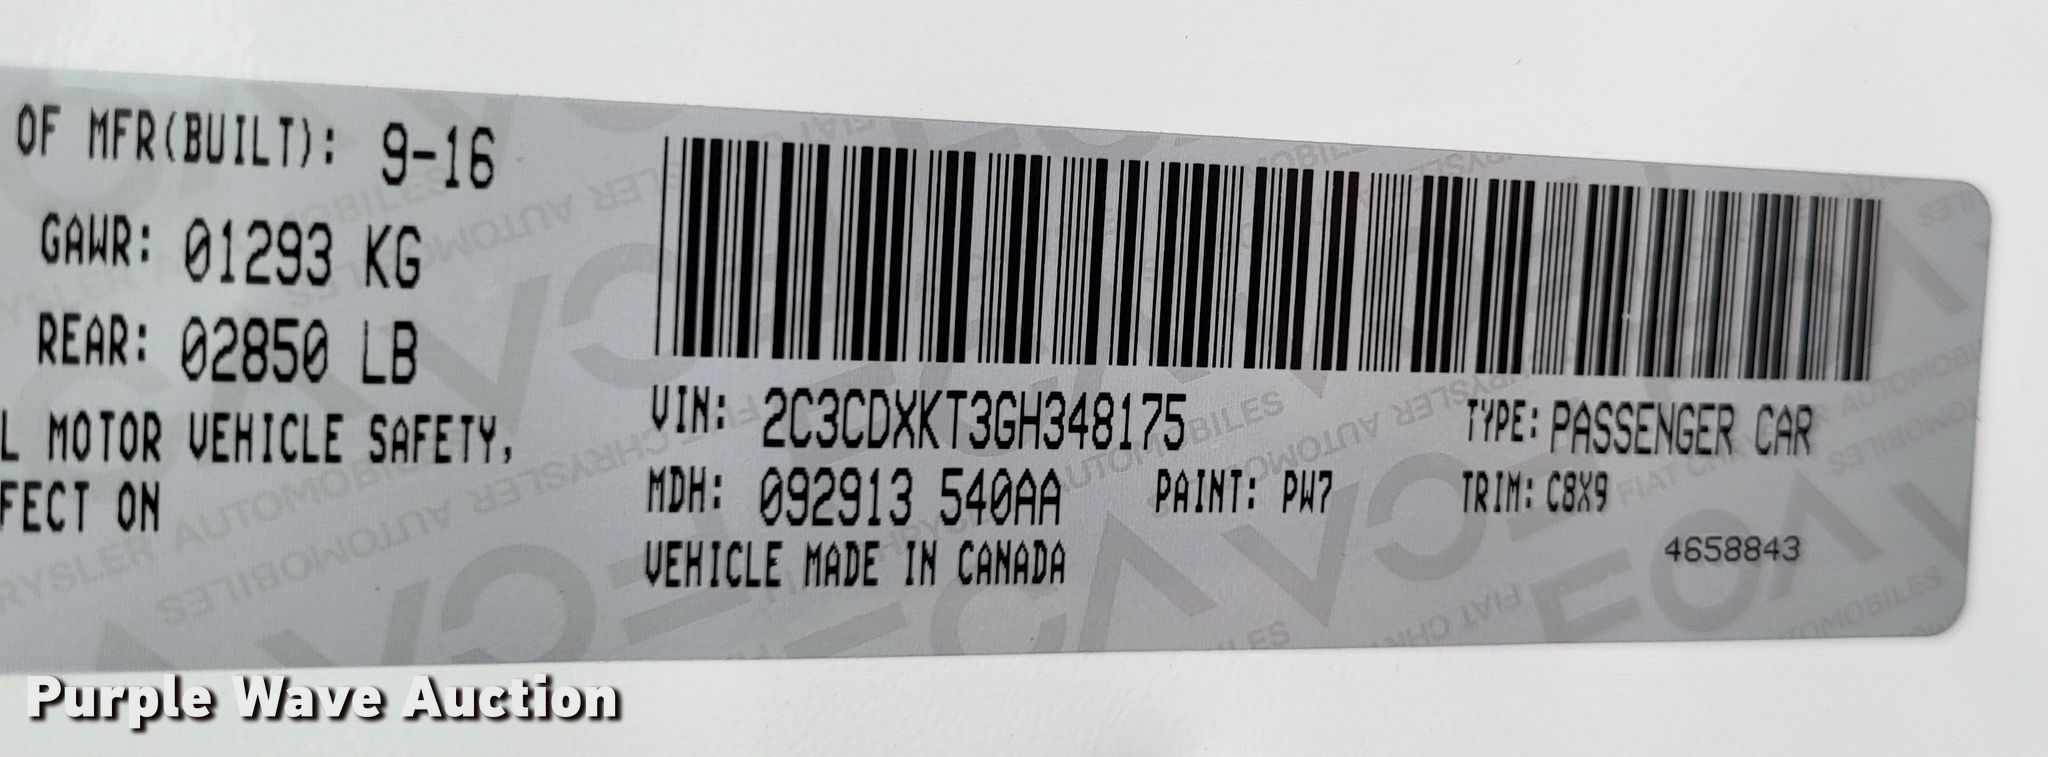 OF MFR(BUILT): 9-16
GAWR: 01293 KG
REAR: 02850 LB
L MOTOR VEHICLE SAFETY,
FECT ON
VIN: 2C3CDXKT3GH348175 TYPE: PASSENGER CAR
MDH: 092913 540AA PAINT: PW7 TRIM: C8X9
VEHICLE MADE IN CANADA
4658843
Purple Wave Auction